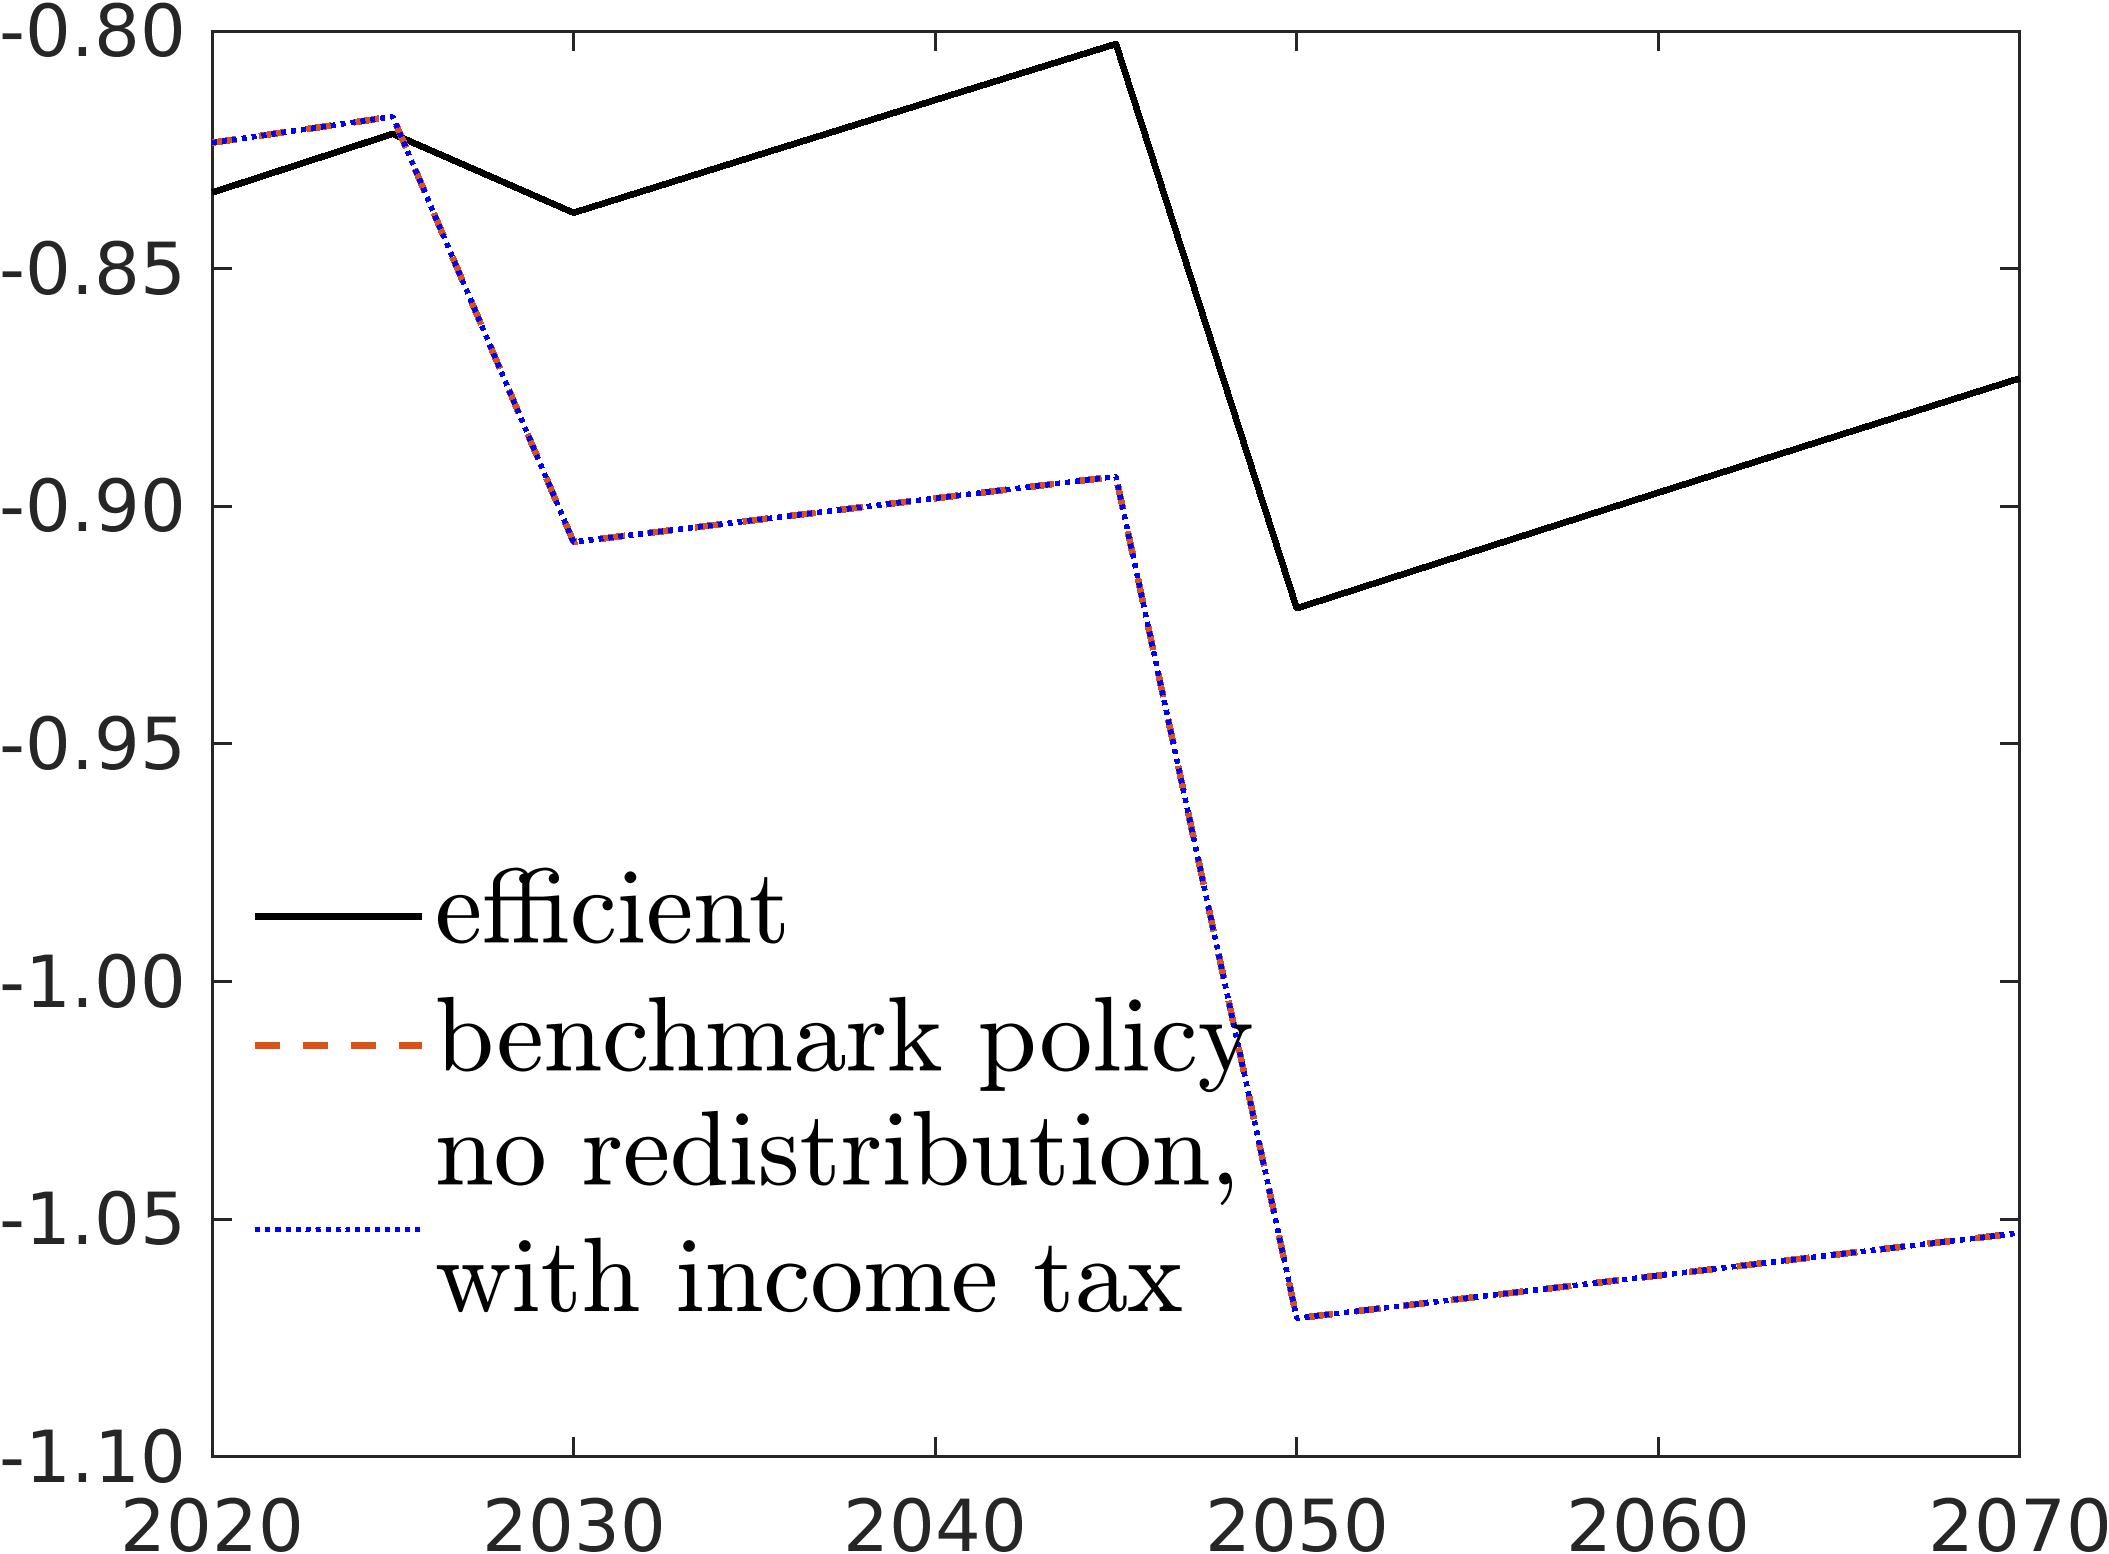 -0.80
-0.85
-0.90
-0.95
-1.00
-1.05
-1.10
efficient
benchmark policy
no redistribution,
with income tax
2020 2030 2040 2050 2060 2070